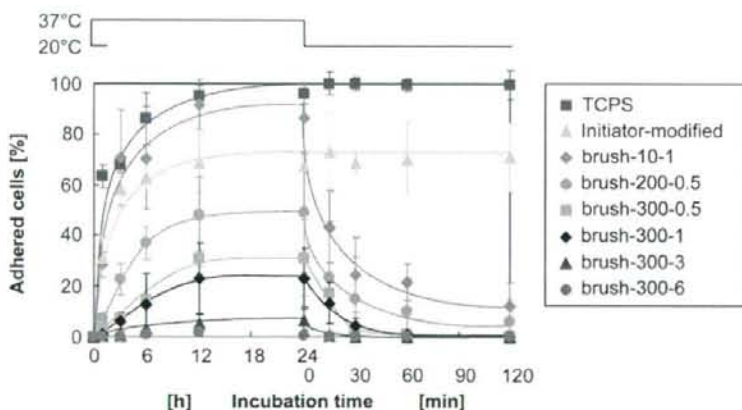 37°C
20°C
100
80
60
40
20
0
Adhered cells [%]
0 6 12 18 24
0 30 60 90 120
[h] Incubation time [min]
TCPS
Initiator-modified
brush-10-1
brush-200-0.5
brush-300-0.5
brush-300-1
brush-300-3
brush-300-6